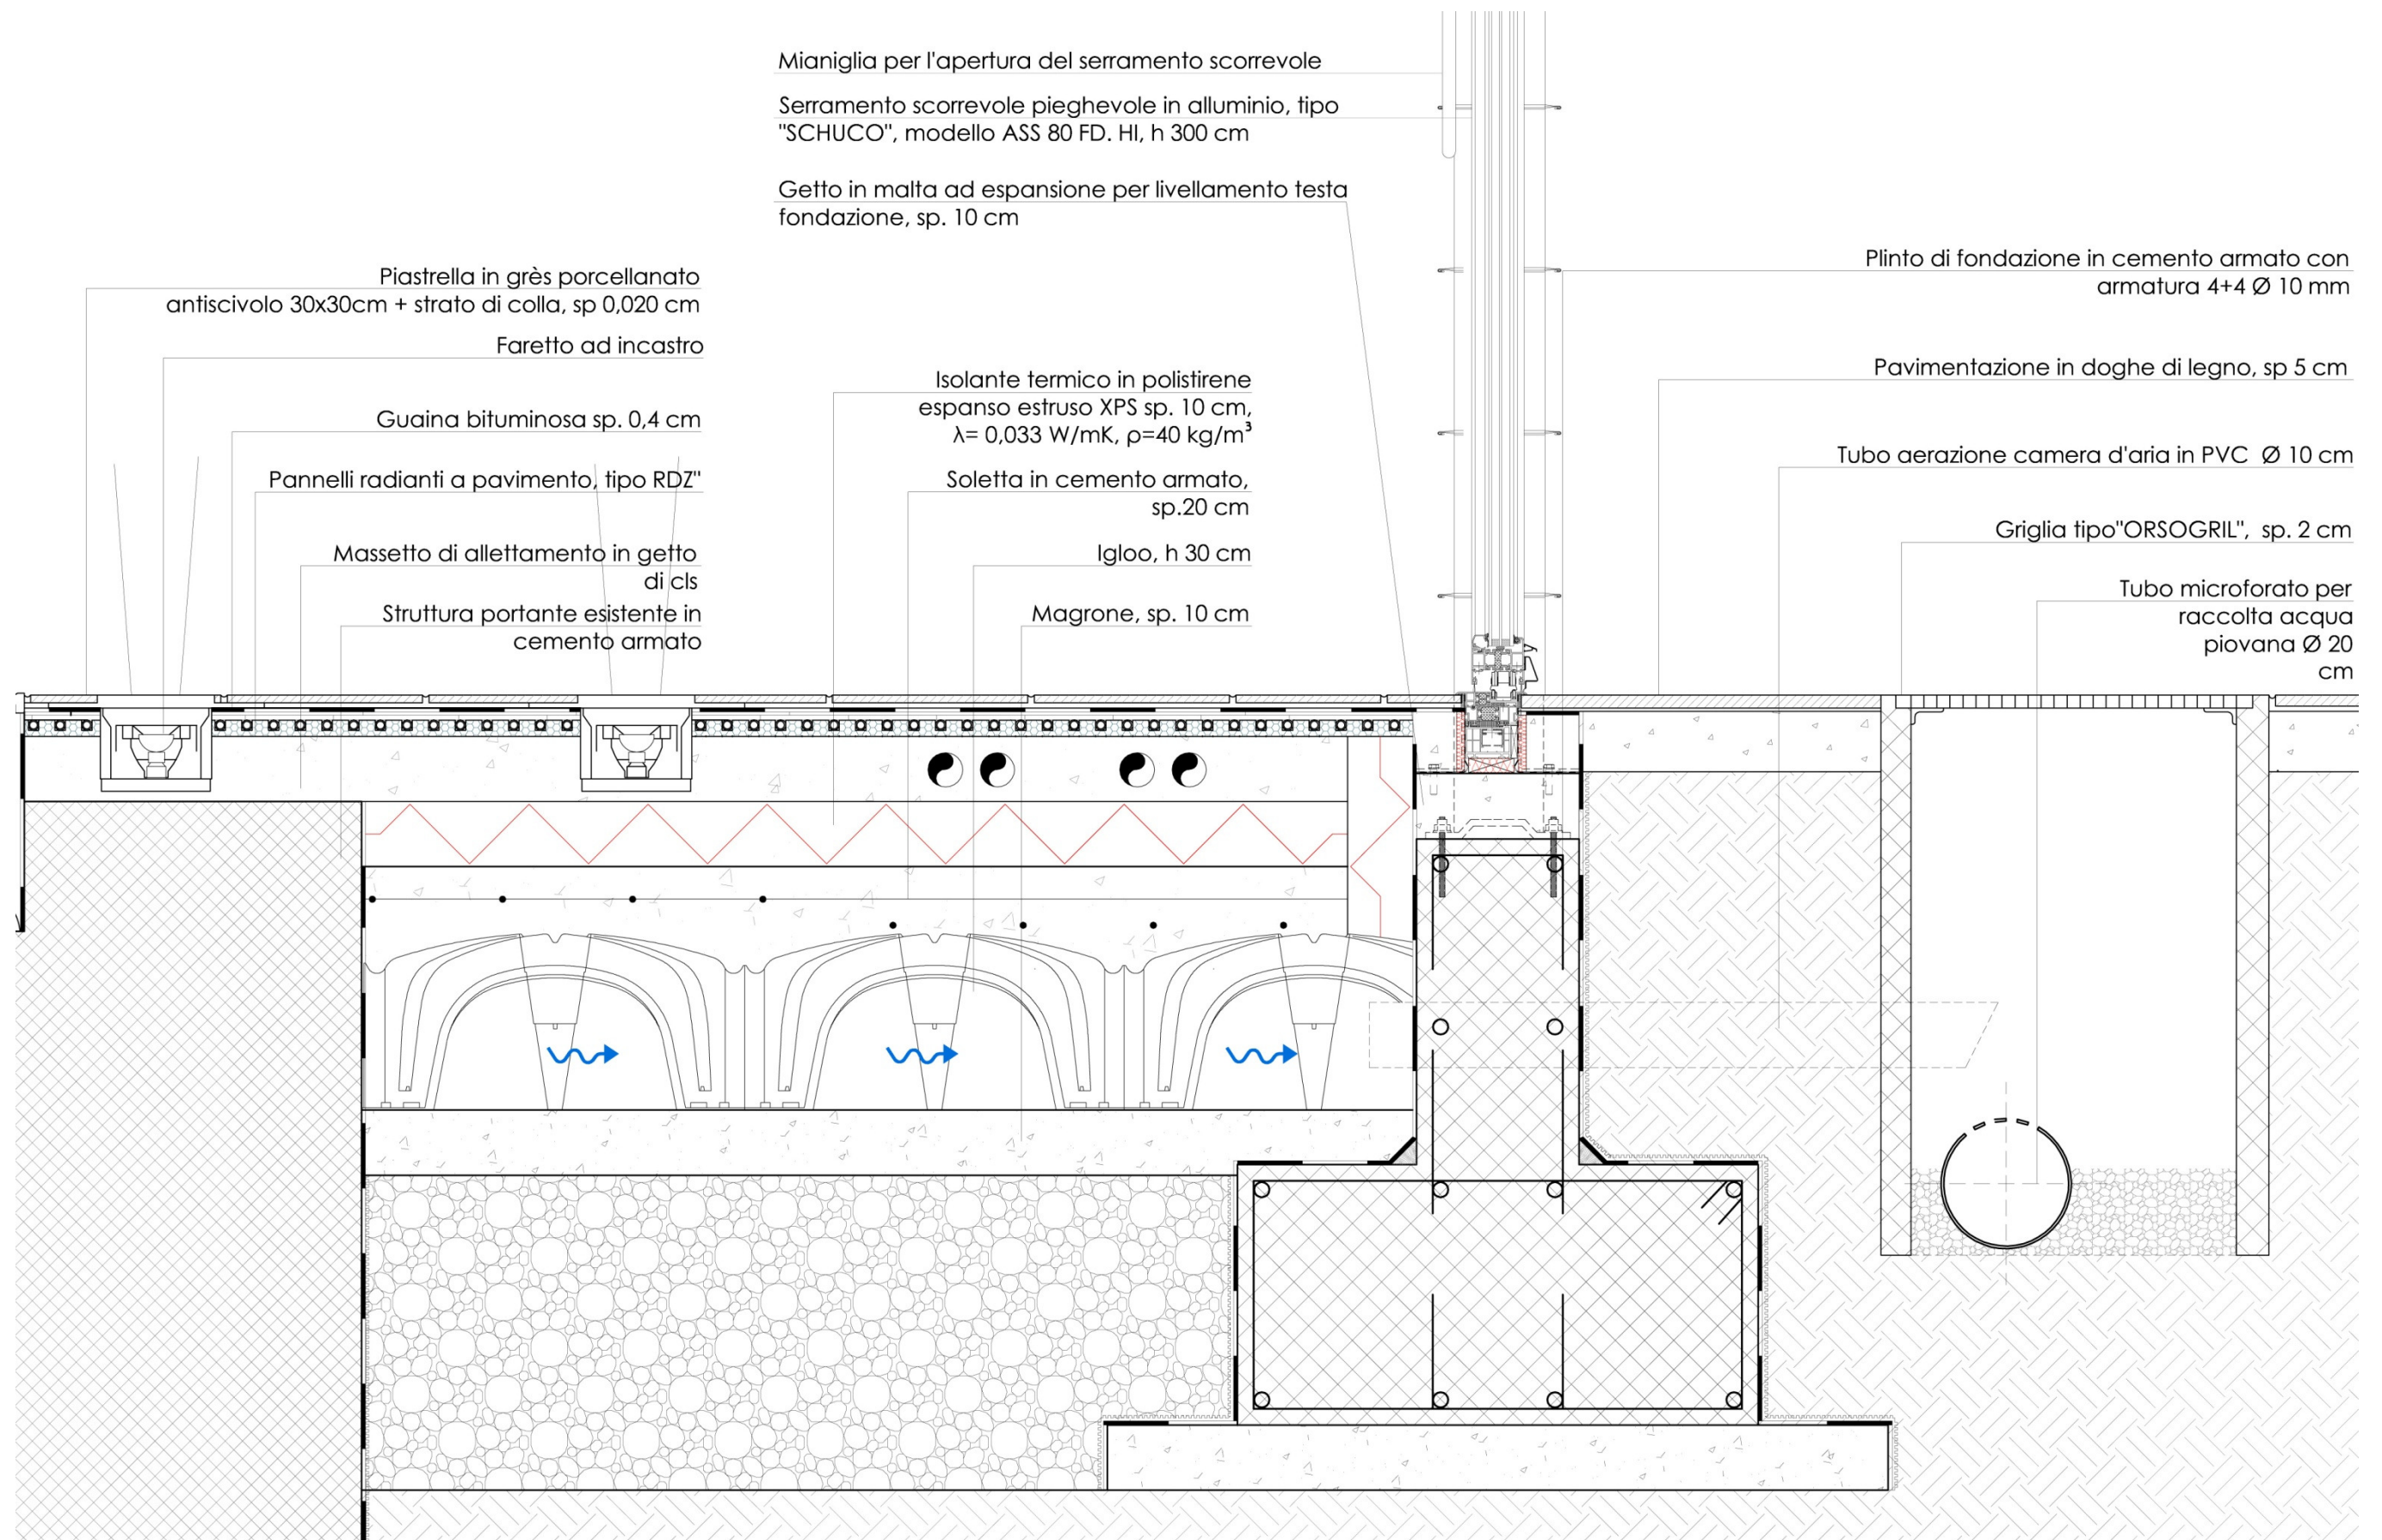 Mianiglia per l'apertura del serramento scorrevole
Serramento scorrevole pieghevole in alluminio, tipo
"SCHUCO", modello ASS 80 FD. HI, h 300 cm
Getto in malta ad espansione per livellamento testa
fondazione, sp. 10 cm
Piastrella in grès porcellanato
antiscivolo 30x30cm + strato di colla, sp 0,020 cm
Faretto ad incastro
Guaina bituminosa sp. 0,4 cm
Pannelli radianti a pavimento, tipo RDZ"
Massetto di allettamento in getto
di cls
Struttura portante esistente in
cemento armato
Isolante termico in polistirene
espanso estruso XPS sp. 10 cm,
λ= 0,033 W/mK, ρ=40 kg/m³
Soletta in cemento armato,
sp.20 cm
Igloo, h 30 cm
Magrone, sp. 10 cm
Plinto di fondazione in cemento armato con
armatura 4+4 Ø 10 mm
Pavimentazione in doghe di legno, sp 5 cm
Tubo aerazione camera d'aria in PVC Ø 10 cm
Griglia tipo"ORSOGRIL", sp. 2 cm
Tubo microforato per
raccolta acqua
piovana Ø 20
cm